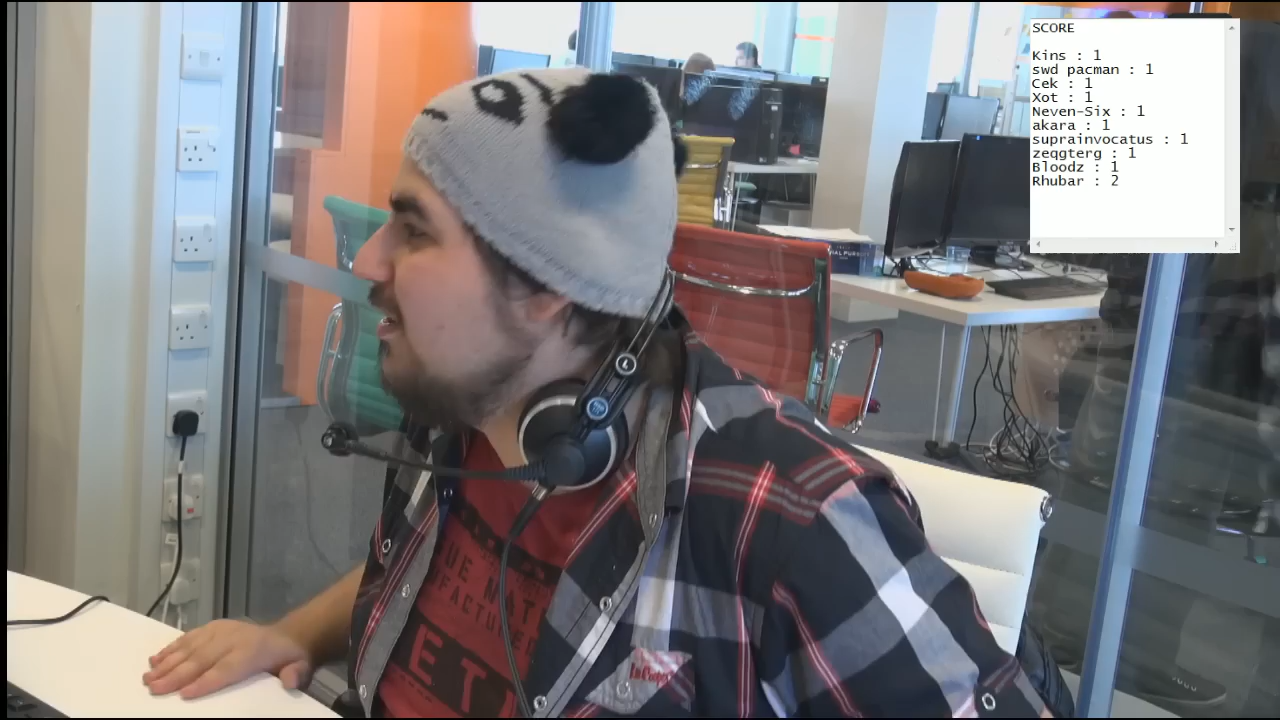 SCORE
Kins : 1
swd pacman : 1
Cek : 1
Xot : 1
Neven-Six : 1
akara : 1
suprainvocatus : 1
zeqgterg : 1
Bloodz : 1
Rhubar : 2